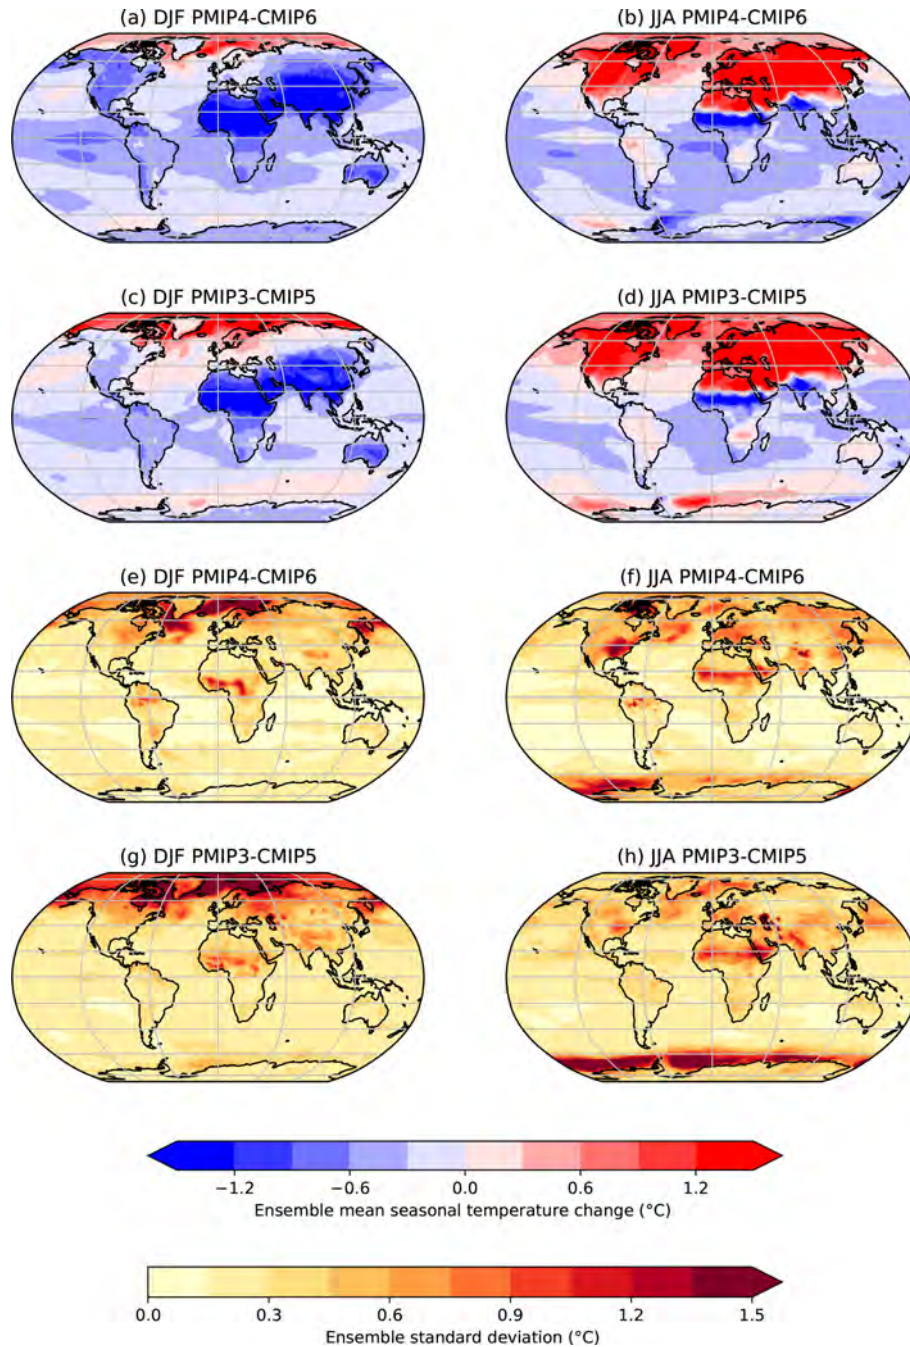 (a) DJF PMIP4-CMIP6
(b) JJA PMIP4-CMIP6
(c) DJF PMIP3-CMIP5
(d) JJA PMIP3-CMIP5
(e) DJF PMIP4-CMIP6
(f) JJA PMIP4-CMIP6
(g) DJF PMIP3-CMIP5
(h) JJA PMIP3-CMIP5
−1.2 −0.6 0.0 0.6 1.2
Ensemble mean seasonal temperature change (°C)
0.0 0.3 0.6 0.9 1.2 1.5
Ensemble standard deviation (°C)